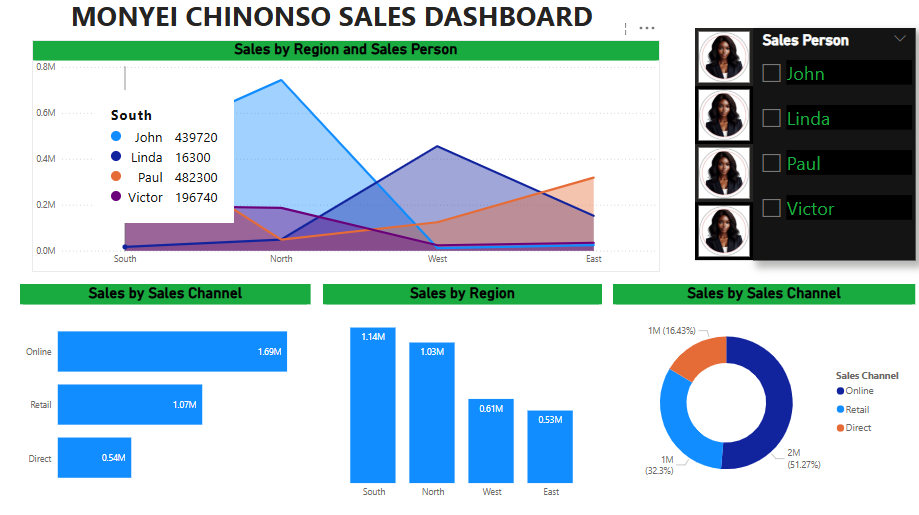 MONYEI CHINONSO SALES DASHBOARD
Sales by Region and Sales Person
0.8M
0.6M
0.4M
0.2M
0.0M
South
John 439720
Linda 16300
Paul 482300
Victor 196740
South North West East
Sales Person
John
Linda
Paul
Victor
Sales by Sales Channel
Online 1.69M
Retail 1.07M
Direct 0.54M
Sales by Region
1.14M 1.03M 0.61M 0.53M
South North West East
Sales by Sales Channel
1M (16.43%)
1M
(32.3%)
2M
(51.27%)
Sales Channel
Online
Retail
Direct